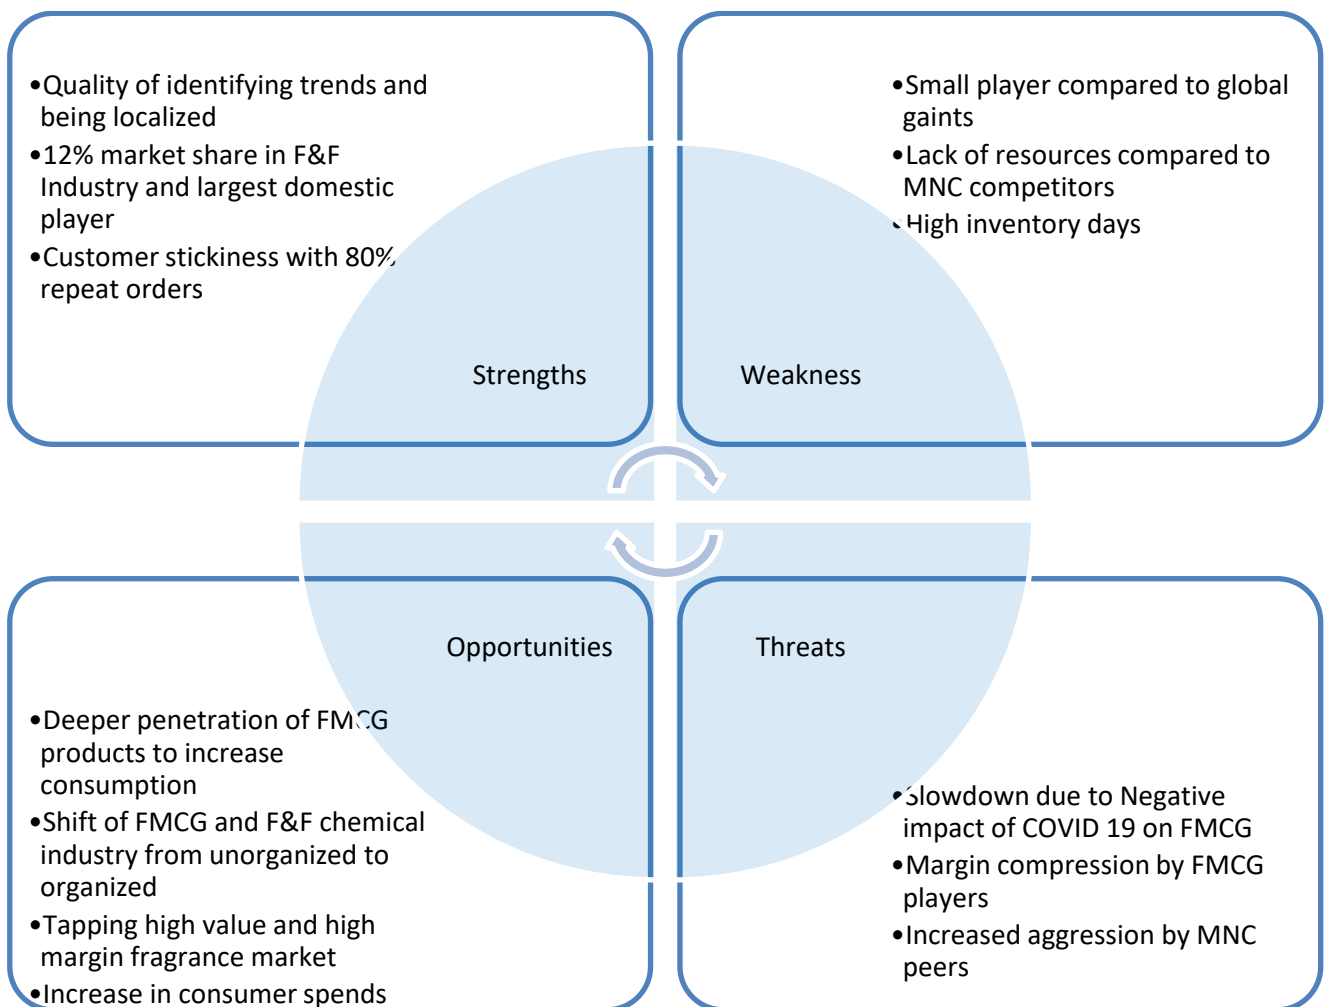 •Quality of identifying trends and
being localized
•12% market share in F&F
Industry and largest domestic
player
•Customer stickiness with 80%
repeat orders
Strengths
•Small player compared to global
gaints
•Lack of resources compared to
MNC competitors
•High inventory days
Weakness
Opportunities
•Deeper penetration of FMCG
products to increase
consumption
•Shift of FMCG and F&F chemical
industry from unorganized to
organized
•Tapping high value and high
margin fragrance market
•Increase in consumer spends
Threats
•Slowdown due to Negative
impact of COVID 19 on FMCG
•Margin compression by FMCG
players
•Increased aggression by MNC
peers